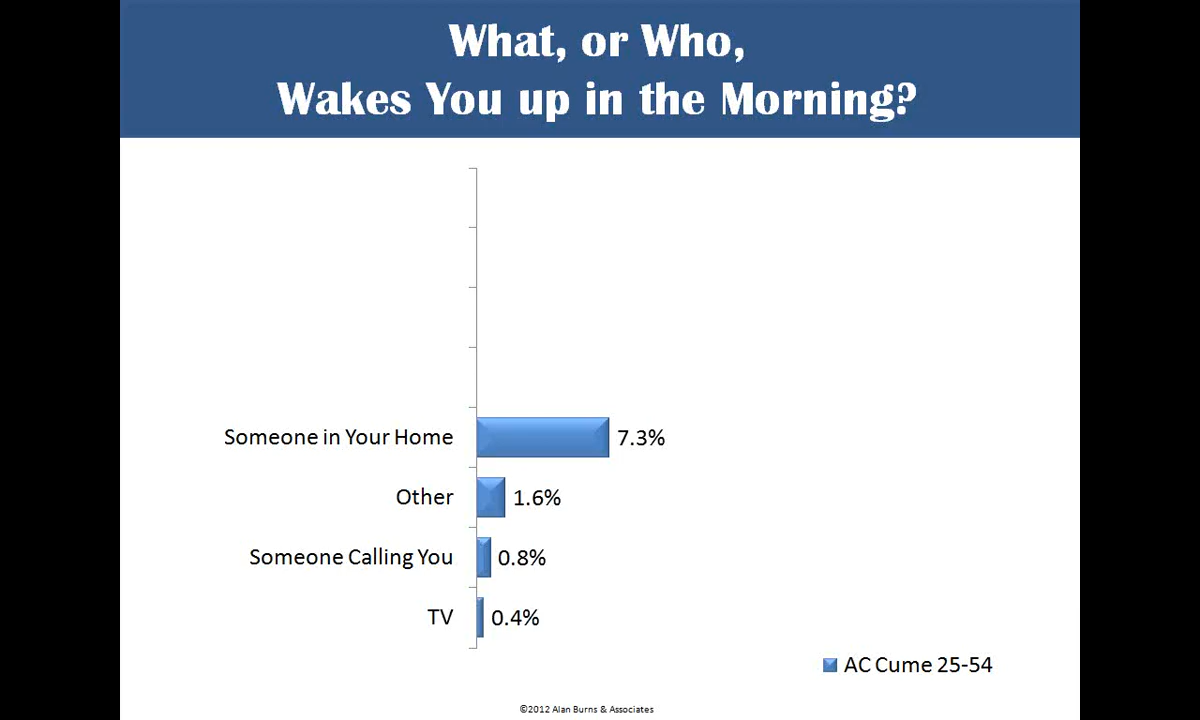 What, or Who,
Wakes You up in the Morning?
Someone in Your Home
7.3%
Other
1.6%
Someone Calling You
0.8%
TV
0.4%
AC Cume 25-54
©2012 Alan Burns & Associates